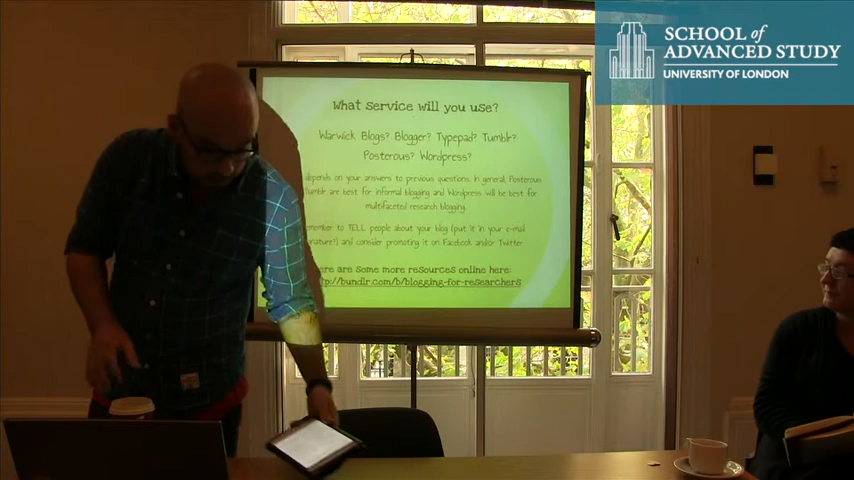 SCHOOL of
ADVANCED STUDY
UNIVERSITY OF LONDON
What service will you use?
Warwick Blogs? Blogger? Typepad? Tumblr?
Posterous? Wordpress?
depends on your answers to previous questions. In general, Posterous
Tumblr are best for informal blogging and Wordpress will be best for
multifaceted research blogging.
to TELL people about your blog (put it in your e-mail
and consider promoting it on Facebook and/or Twitter
are some more resources online here:
http://bundlr.com/b/blogging-for-researchers